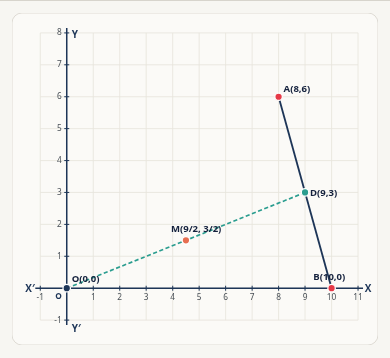 8 Y
7
A(8,6)
6
5
4
D(9,3)
3
2
M(9/2, 3/2)
1
O(0,0)
B(10,0)
X′ X
-1 O 1 2 3 4 5 6 7 8 9 10 11
-1
Y′